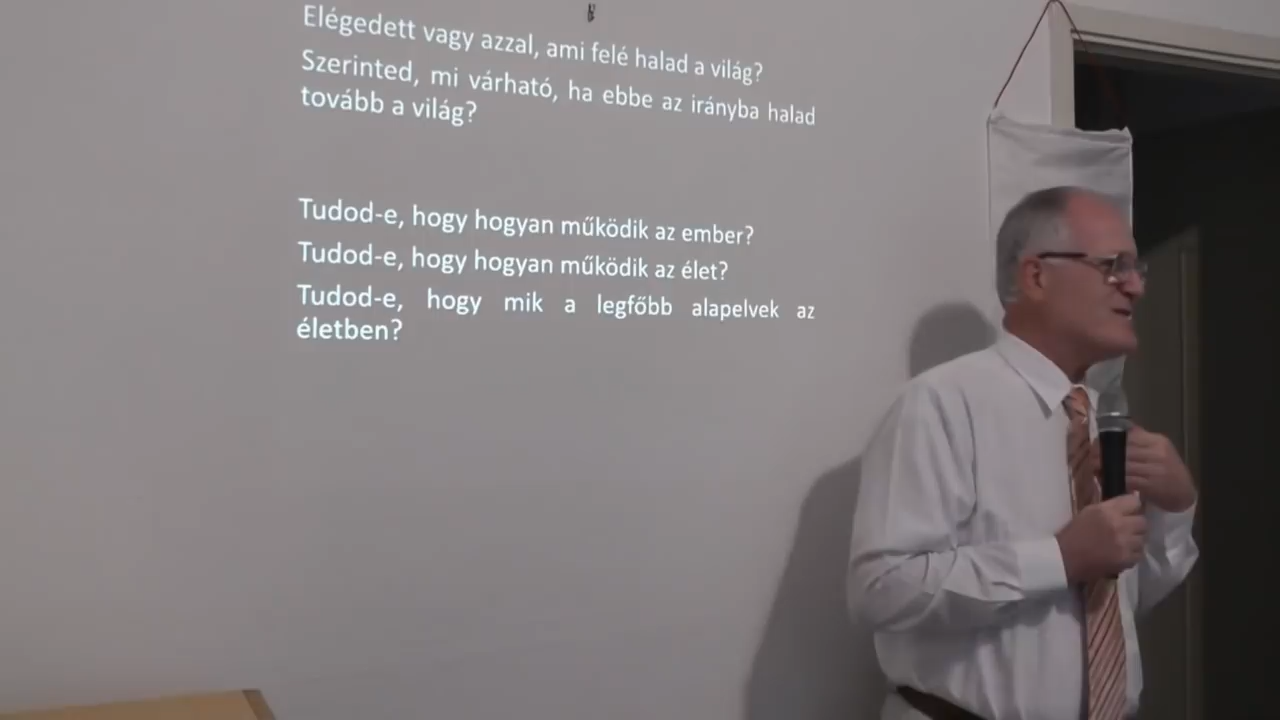 Elégedett vagy azzal, ami felé halad a világ?
Szerinted, mi várható, ha ebbe az irányba halad
tovább a világ?
Tudod-e, hogy hogyan működik az ember?
Tudod-e, hogy hogyan működik az élet?
Tudod-e, hogy mik a legfőbb alapelvek az
életben?